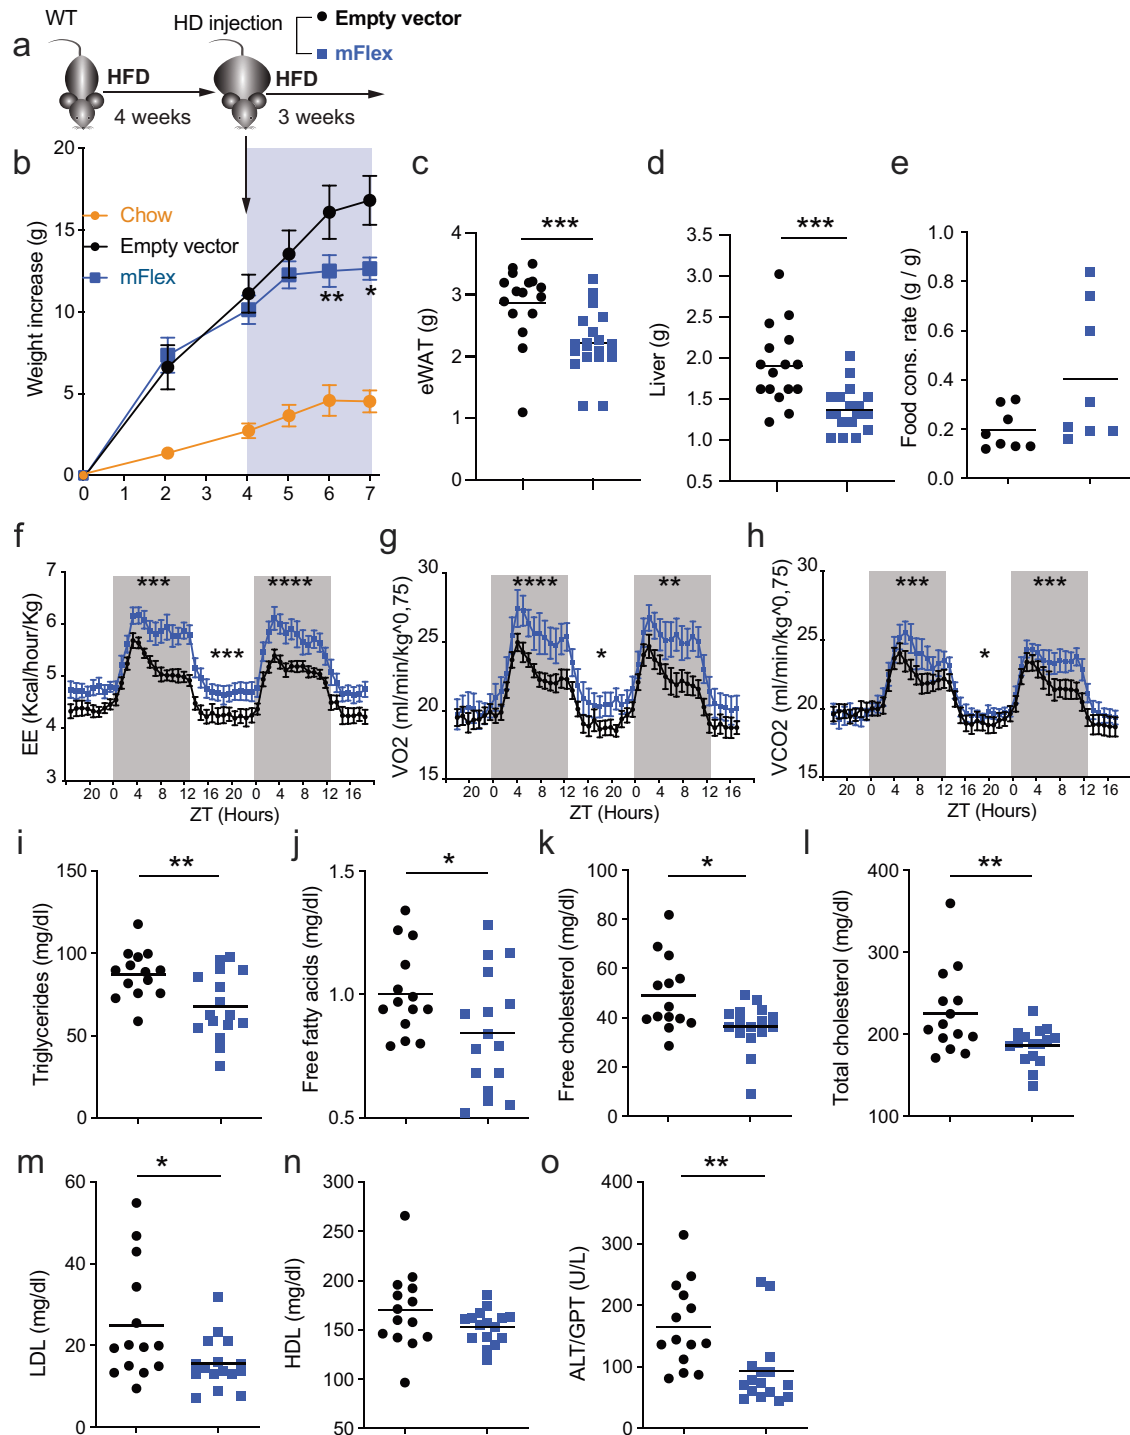 a
WT
HD injection
Empty vector
mFlex
HFD
4 weeks
HFD
3 weeks
b
Weight increase (g)
20
15
10
5
0
Chow
Empty vector
mFlex
**
*
0 1 2 3 4 5 6 7
c
eWAT (g)
***
4
3
2
1
0
d
Liver (g)
***
3.5
3.0
2.5
2.0
1.5
1.0
0.5
e
Food cons. rate (g / g)
1.0
0.8
0.6
0.4
0.2
0.0
f
EE (Kcal/hour/Kg)
7
6
5
4
3
***
***
****
20 0 4 8 12 16 20 0 4 8 12 16
ZT (Hours)
g
VO2 (ml/min/kg^0,75)
30
25
20
15
****
*
**
20 0 4 8 12 16 20 0 4 8 12 16
ZT (Hours)
h
VCO2 (ml/min/kg^0,75)
30
25
20
15
***
*
***
20 0 4 8 12 16 20 0 4 8 12 16
ZT (Hours)
i
Triglycerides (mg/dl)
**
150
100
50
0
j
Free fatty acids (mg/dl)
*
1.5
1.0
0.5
k
Free cholesterol (mg/dl)
*
100
80
60
40
20
0
l
Total cholesterol (mg/dl)
**
400
300
200
100
m
LDL (mg/dl)
*
60
40
20
0
n
HDL (mg/dl)
300
250
200
150
100
50
o
ALT/GPT (U/L)
**
400
300
200
100
0